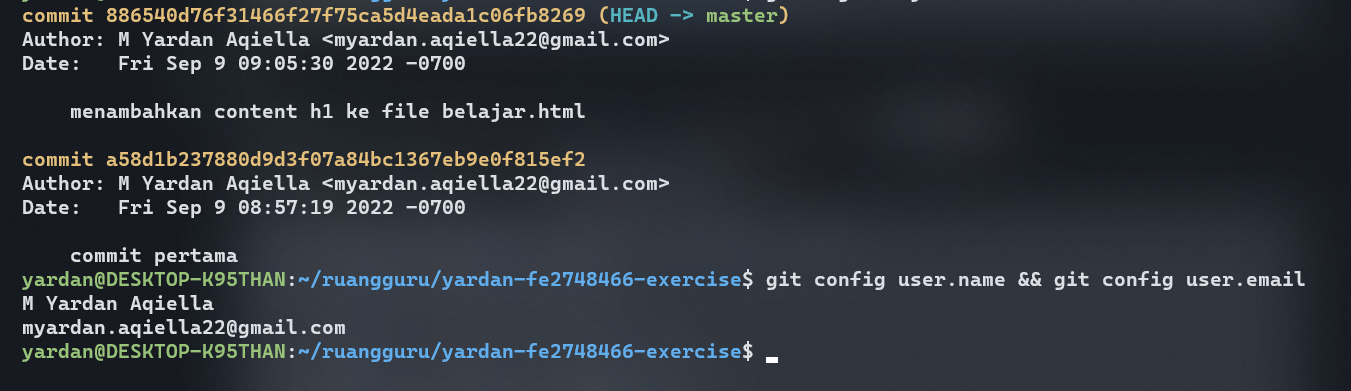 commit 886540d76f31466f27f75ca5d4eada1c06fb8269 (HEAD -> master)
Author: M Yardan Aqiella <myardan.aqiella22@gmail.com>
Date:   Fri Sep 9 09:05:30 2022 -0700
    menambahkan content h1 ke file belajar.html
commit a58d1b237880d9d3f07a84bc1367eb9e0f815ef2
Author: M Yardan Aqiella <myardan.aqiella22@gmail.com>
Date:   Fri Sep 9 08:57:19 2022 -0700
    commit pertama
yardan@DESKTOP-K95THAN:~/ruangguru/yardan-fe2748466-exercise$ git config user.name && git config user.email
M Yardan Aqiella
myardan.aqiella22@gmail.com
yardan@DESKTOP-K95THAN:~/ruangguru/yardan-fe2748466-exercise$